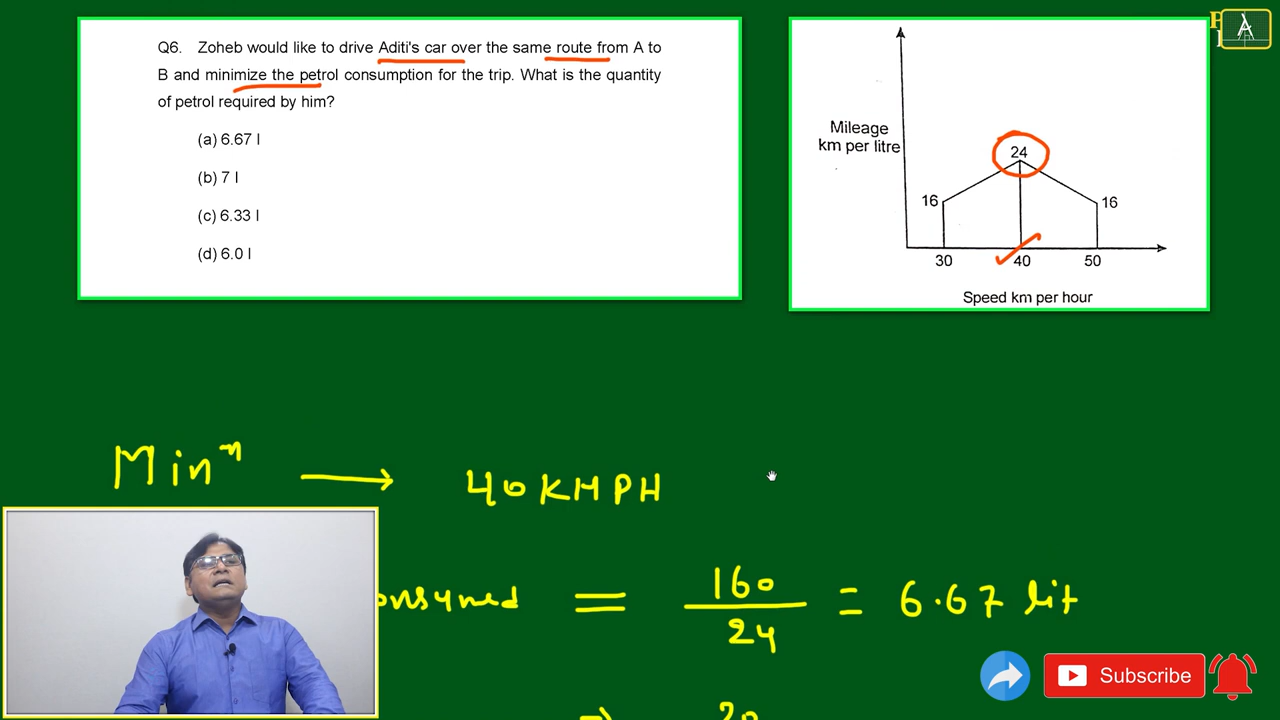 Q6. Zoheb would like to drive Aditi's car over the same route from A to
B and minimize the petrol consumption for the trip. What is the quantity
of petrol required by him?
(a) 6.67 l
(b) 7 l
(c) 6.33 l
(d) 6.0 l
Mileage
km per litre
24
16
16
30 40 50
Speed km per hour
Minⁿ → 40 KMPH
onsumed = 160/24 = 6.67 lit
⇒ 20
Subscribe